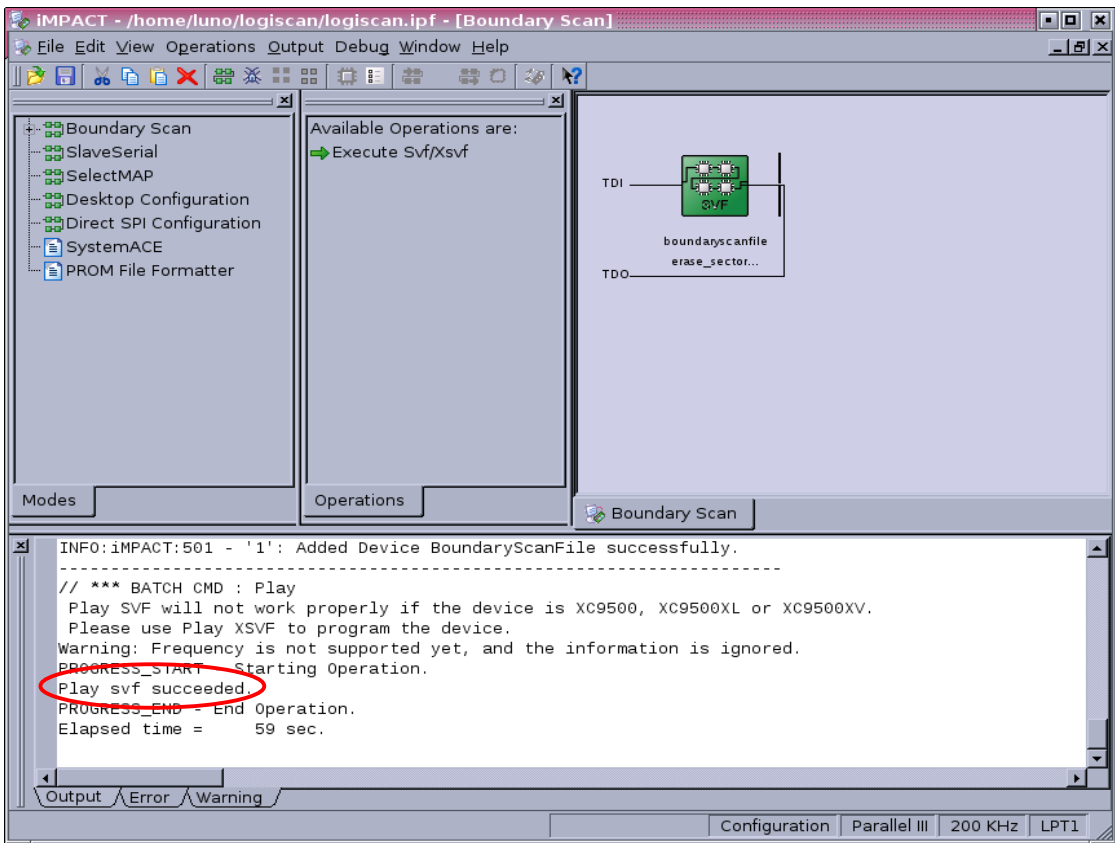 iMPACT - /home/luno/logiscan/logiscan.ipf - [Boundary Scan]
File Edit View Operations Output Debug Window Help
Boundary Scan
SlaveSerial
SelectMAP
Desktop Configuration
Direct SPI Configuration
SystemACE
PROM File Formatter
Modes
Available Operations are:
Execute Svf/Xsvf
Operations
TDI
SVF
boundaryscanfile
erase_sector...
TDO
Boundary Scan
INFO:iMPACT:501 - '1': Added Device BoundaryScanFile successfully.
----------------------------------------------------------------------
// *** BATCH CMD : Play
Play SVF will not work properly if the device is XC9500, XC9500XL or XC9500XV.
Please use Play XSVF to program the device.
Warning: Frequency is not supported yet, and the information is ignored.
PROGRESS_START - Starting Operation.
Play svf succeeded.
PROGRESS_END - End Operation.
Elapsed time =     59 sec.
Output Error Warning
Configuration Parallel III 200 KHz LPT1